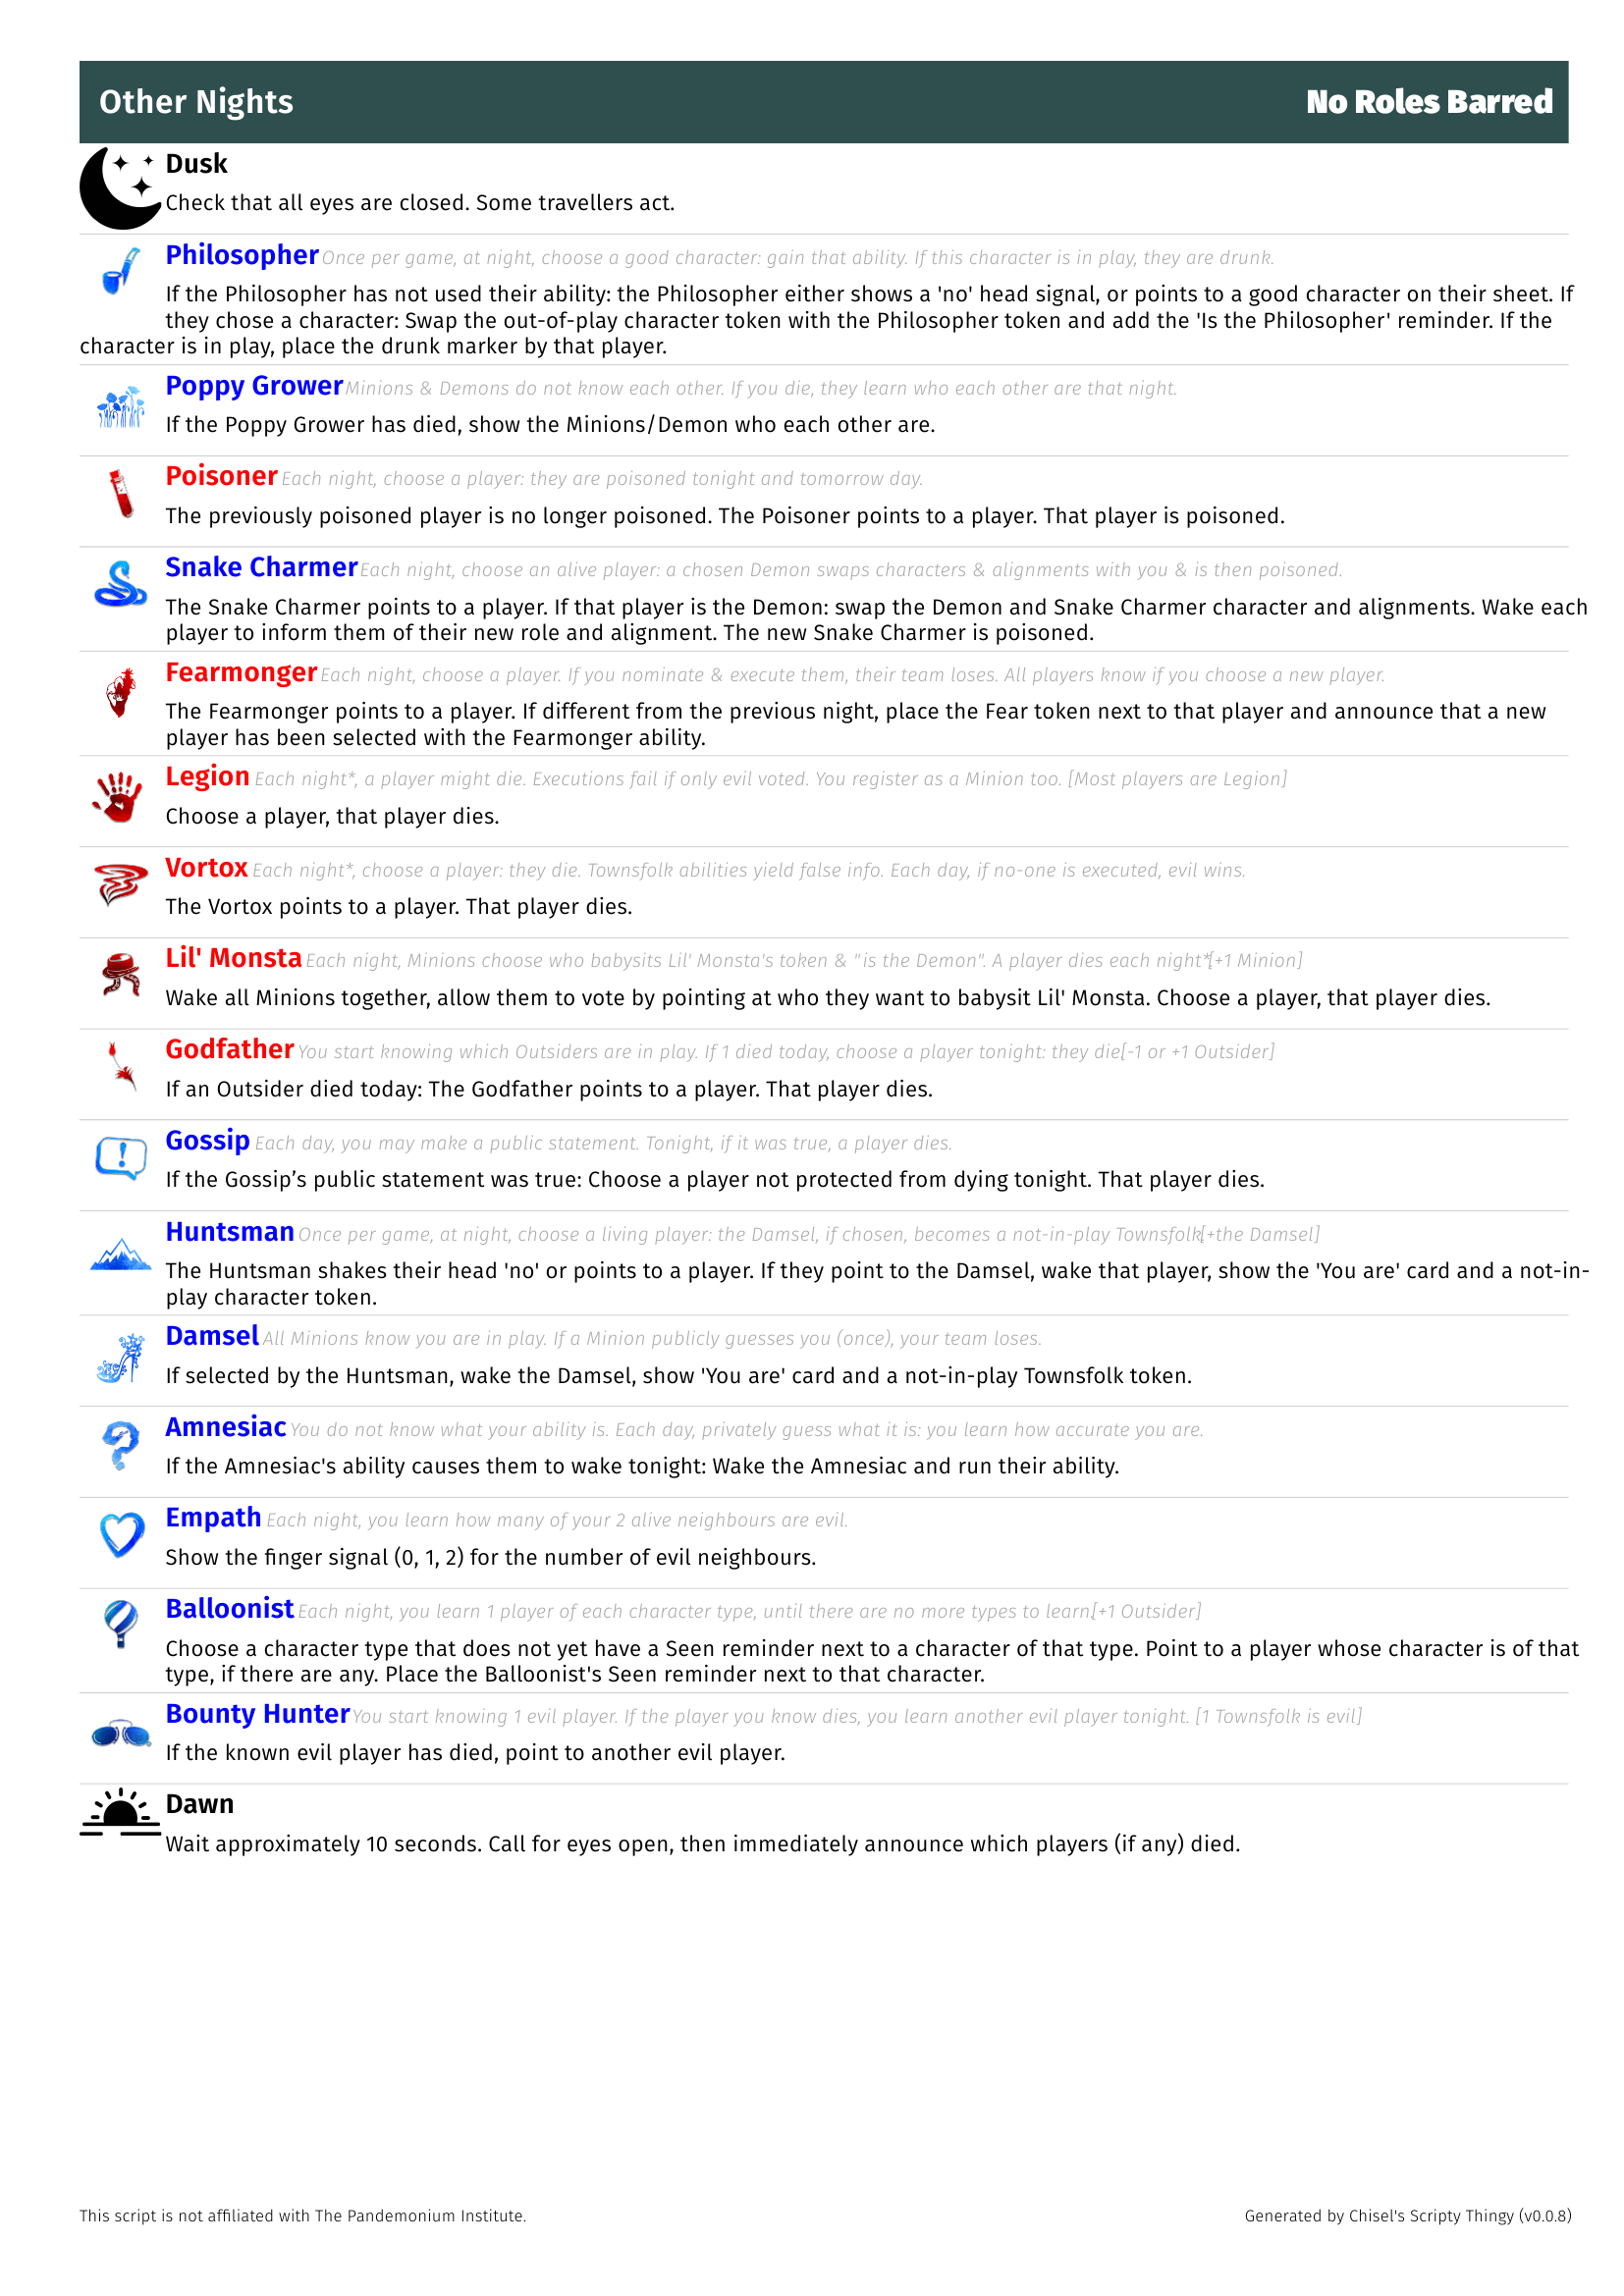 Other Nights
No Roles Barred
Dusk
Check that all eyes are closed. Some travellers act.
Philosopher Once per game, at night, choose a good character: gain that ability. If this character is in play, they are drunk.
If the Philosopher has not used their ability: the Philosopher either shows a 'no' head signal, or points to a good character on their sheet. If
they chose a character: Swap the out-of-play character token with the Philosopher token and add the 'Is the Philosopher' reminder. If the
character is in play, place the drunk marker by that player.
Poppy Grower Minions & Demons do not know each other. If you die, they learn who each other are that night.
If the Poppy Grower has died, show the Minions/Demon who each other are.
Poisoner Each night, choose a player: they are poisoned tonight and tomorrow day.
The previously poisoned player is no longer poisoned. The Poisoner points to a player. That player is poisoned.
Snake Charmer Each night, choose an alive player: a chosen Demon swaps characters & alignments with you & is then poisoned.
The Snake Charmer points to a player. If that player is the Demon: swap the Demon and Snake Charmer character and alignments. Wake each
player to inform them of their new role and alignment. The new Snake Charmer is poisoned.
Fearmonger Each night, choose a player. If you nominate & execute them, their team loses. All players know if you choose a new player.
The Fearmonger points to a player. If different from the previous night, place the Fear token next to that player and announce that a new
player has been selected with the Fearmonger ability.
Legion Each night*, a player might die. Executions fail if only evil voted. You register as a Minion too. [Most players are Legion]
Choose a player, that player dies.
Vortox Each night*, choose a player: they die. Townsfolk abilities yield false info. Each day, if no-one is executed, evil wins.
The Vortox points to a player. That player dies.
Lil' Monsta Each night, Minions choose who babysits Lil' Monsta's token & "is the Demon". A player dies each night*[+1 Minion]
Wake all Minions together, allow them to vote by pointing at who they want to babysit Lil' Monsta. Choose a player, that player dies.
Godfather You start knowing which Outsiders are in play. If 1 died today, choose a player tonight: they die[-1 or +1 Outsider]
If an Outsider died today: The Godfather points to a player. That player dies.
Gossip Each day, you may make a public statement. Tonight, if it was true, a player dies.
If the Gossip’s public statement was true: Choose a player not protected from dying tonight. That player dies.
Huntsman Once per game, at night, choose a living player: the Damsel, if chosen, becomes a not-in-play Townsfolk[+the Damsel]
The Huntsman shakes their head 'no' or points to a player. If they point to the Damsel, wake that player, show the 'You are' card and a not-in-
play character token.
Damsel All Minions know you are in play. If a Minion publicly guesses you (once), your team loses.
If selected by the Huntsman, wake the Damsel, show 'You are' card and a not-in-play Townsfolk token.
Amnesiac You do not know what your ability is. Each day, privately guess what it is: you learn how accurate you are.
If the Amnesiac's ability causes them to wake tonight: Wake the Amnesiac and run their ability.
Empath Each night, you learn how many of your 2 alive neighbours are evil.
Show the finger signal (0, 1, 2) for the number of evil neighbours.
Balloonist Each night, you learn 1 player of each character type, until there are no more types to learn.[+1 Outsider]
Choose a character type that does not yet have a Seen reminder next to a character of that type. Point to a player whose character is of that
type, if there are any. Place the Balloonist's Seen reminder next to that character.
Bounty Hunter You start knowing 1 evil player. If the player you know dies, you learn another evil player tonight. [1 Townsfolk is evil]
If the known evil player has died, point to another evil player.
Dawn
Wait approximately 10 seconds. Call for eyes open, then immediately announce which players (if any) died.
This script is not affiliated with The Pandemonium Institute.
Generated by Chisel's Scripty Thingy (v0.0.8)